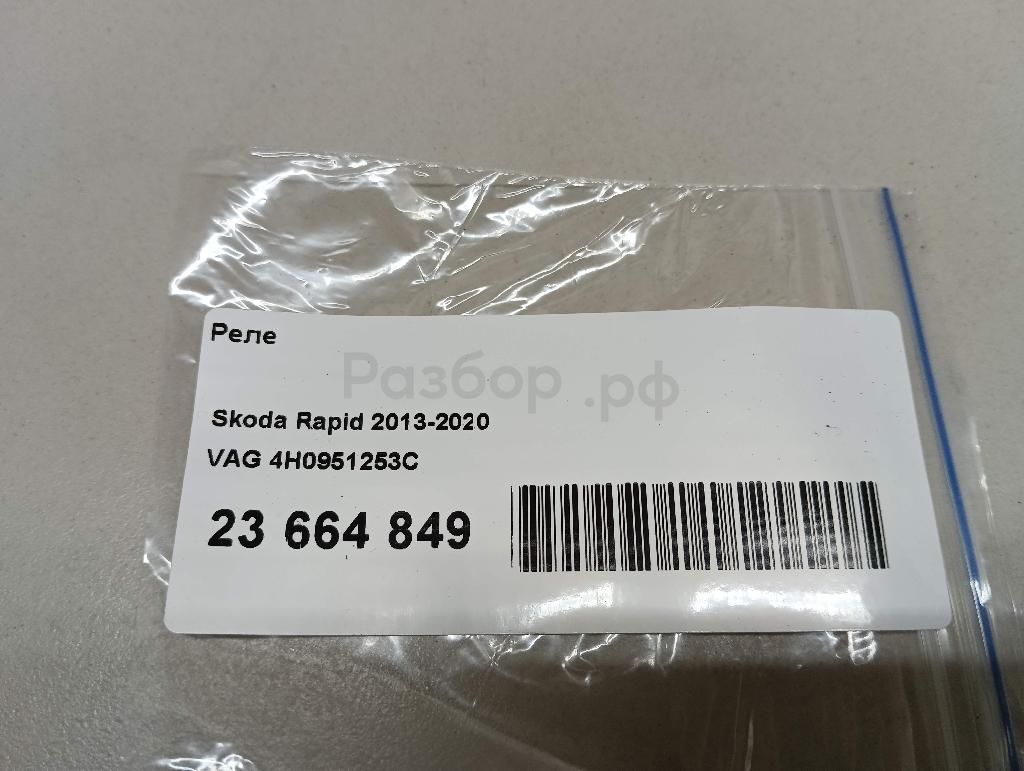 Реле
Разбор.рф
Skoda Rapid 2013-2020
VAG 4H0951253C
23 664 849